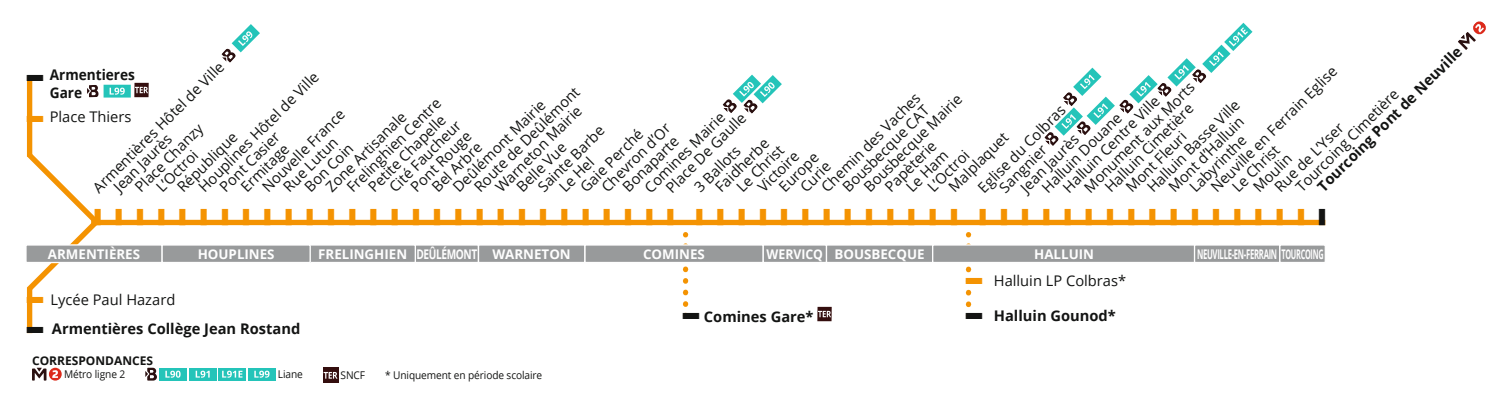 Armentieres
Gare B L99 TER
Place Thiers
Armentières Hôtel de Ville B L99
Jean Jaurès
Place Chanzy
L'Octroi
République
Houplines Hôtel de Ville
Pont Casier
Ermitage
Nouvelle France
Rue Lutun
Bon Coin
Zone Artisanale
Frelinghien Centre
Petite Chapelle
Cité Faucheur
Pont Rouge
Bel Arbre
Deûlémont Mairie
Route de Deûlémont
Warneton Mairie
Belle Vue
Sainte Barbe
Le Hel
Gaie Perché
Chevron d'Or
Bonaparte
Comines Mairie B L90
Place De Gaulle B L90
3 Ballots
Faidherbe
Le Christ
Victoire
Europe
Curie
Chemin des Vaches
Bousbecque CAT
Bousbecque Mairie
Papèterie
Le Ham
L'Octroi
Malplaquet
Eglise du Colbras B L91
Sangnier B L91
Jean Jaurès B L91
Halluin Douane B L91
Halluin Centre Ville B L91
Monument aux Morts B L91 L91E
Halluin Cimetière
Mont Fleuri
Halluin Basse Ville
Mont d'Halluin
Labyrinthe
Neuville en Ferrain Eglise
Le Christ
Moulin
Rue de L'Yser
Tourcoing Cimetière
Tourcoing Pont de Neuville M 2
ARMENTIÈRES HOUPLINES FRELINGHIEN DEÛLÉMONT WARNETON COMINES WERVICQ BOUSBECQUE HALLUIN NEUVILLE-EN-FERRAIN TOURCOING
Lycée Paul Hazard
Armentières Collège Jean Rostand
Comines Gare* TER
Halluin LP Colbras*
Halluin Gounod*
CORRESPONDANCES
M 2 Métro ligne 2 B L90 L91 L91E L99 Liane TER SNCF * Uniquement en période scolaire